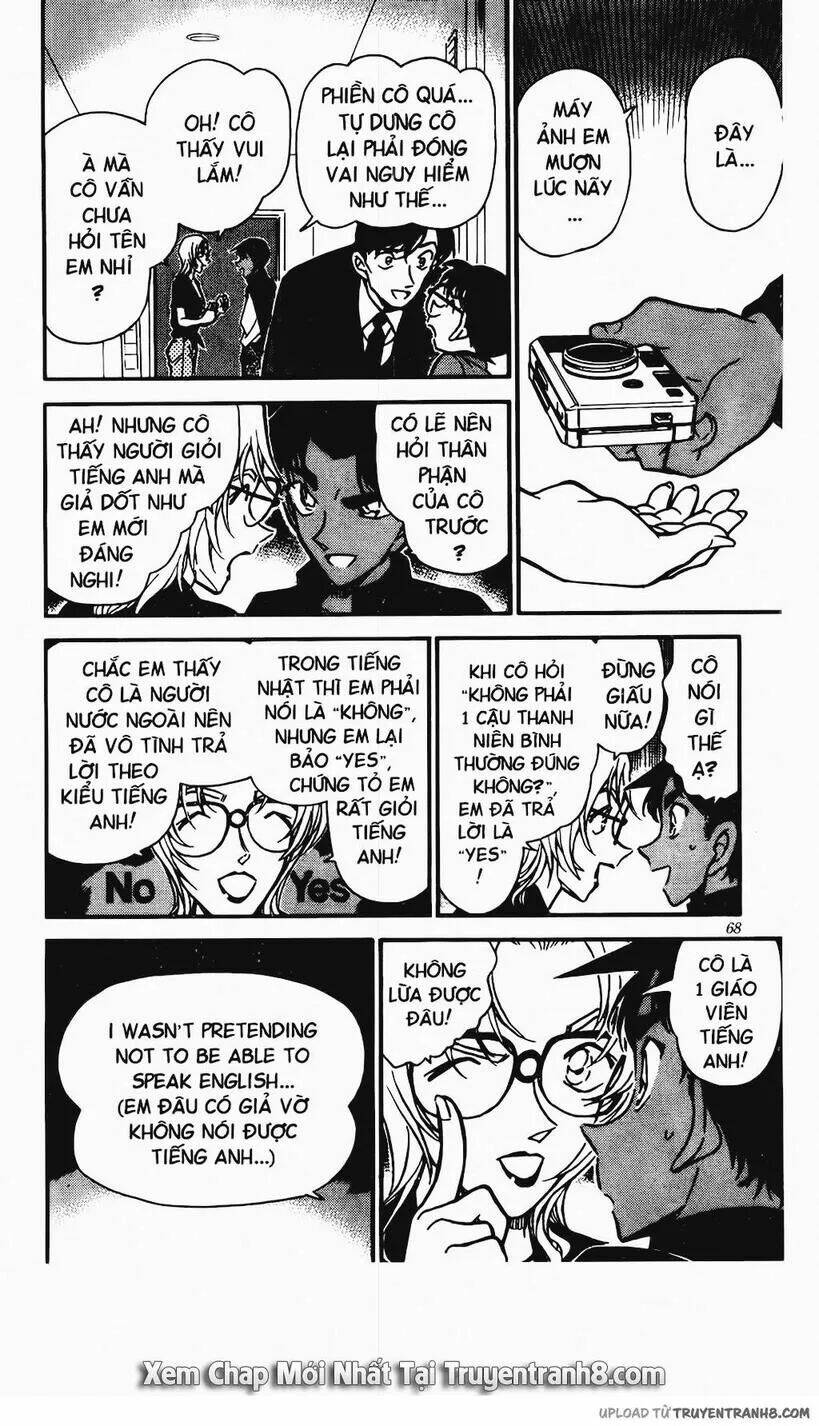 ĐÂY
LÀ...
MÁY
ẢNH EM
MƯỢN
LÚC NÃY
...
PHIỀN CÔ QUÁ...
TỰ DƯNG CÔ
LẠI PHẢI ĐÓNG
VAI NGUY HIỂM
NHƯ THẾ...
OH! CÔ
THẤY VUI
LẮM!
À MÀ
CÔ VẪN
CHƯA
HỎI TÊN
EM NHỈ
?
CÓ LẼ NÊN
HỎI THÂN
PHẬN
CỦA CÔ
TRƯỚC
?
AH! NHƯNG CÔ
THẤY NGƯỜI GIỎI
TIẾNG ANH MÀ
GIẢ DỐT NHƯ
EM MỚI
ĐÁNG
NGHI!
CÔ
NÓI
GÌ
THẾ
Ạ?
ĐỪNG
GIẤU
NỮA!
KHI CÔ HỎI
“KHÔNG PHẢI
1 CẬU THANH
NIÊN BÌNH
THƯỜNG ĐÚNG
KHÔNG?”,
EM ĐÃ TRẢ
LỜI LÀ
“YES”
!
TRONG TIẾNG
NHẬT THÌ EM PHẢI
NÓI LÀ “KHÔNG”,
NHƯNG EM LẠI
BẢO “YES”,
CHỨNG TỎ EM
RẤT GIỎI
TIẾNG
ANH!
CHẮC EM THẤY
CÔ LÀ NGƯỜI
NƯỚC NGOÀI NÊN
ĐÃ VÔ TÌNH TRẢ
LỜI THEO
KIỂU TIẾNG
ANH!
No
Yes
68
CÔ LÀ
1 GIÁO
VIÊN
TIẾNG
ANH!
KHÔNG
LỪA ĐƯỢC
ĐÂU!
I WASN'T PRETENDING
NOT TO BE ABLE TO
SPEAK ENGLISH...
(EM ĐÂU CÓ GIẢ VỜ
KHÔNG NÓI ĐƯỢC
TIẾNG ANH...)
Xem Chap Mới Nhất Tại Truyentranh8.com
UPLOAD TỪ TRUYENTRANH8.COM